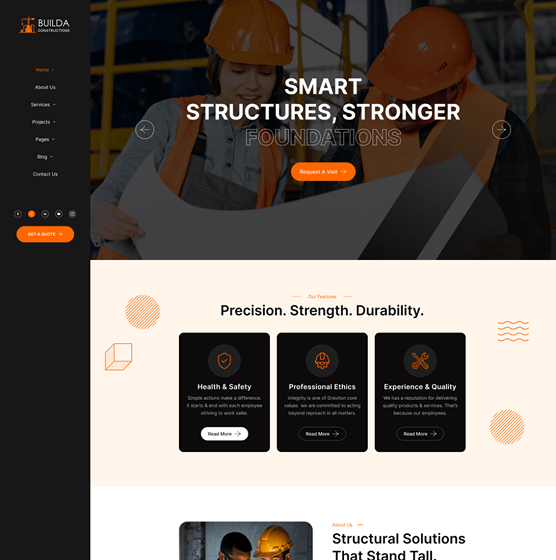 BUILDA
CONSTRUCTIONS
Home
About Us
Services
Projects
Pages
Blog
Contact Us
GET A QUOTE
SMART
STRUCTURES, STRONGER
FOUNDATIONS
Request A Visit
Our Features
Precision. Strength. Durability.
Health & Safety
Simple actions make a difference.
It starts & end with each employee
striving to work safer.
Read More
Professional Ethics
Integrity is one of Graviton core
values we are committed to acting
beyond reproach in all matters.
Read More
Experience & Quality
We has a reputation for delivering
quality products & services. That's
because our employees.
Read More
About Us
Structural Solutions
That Stand Tall.